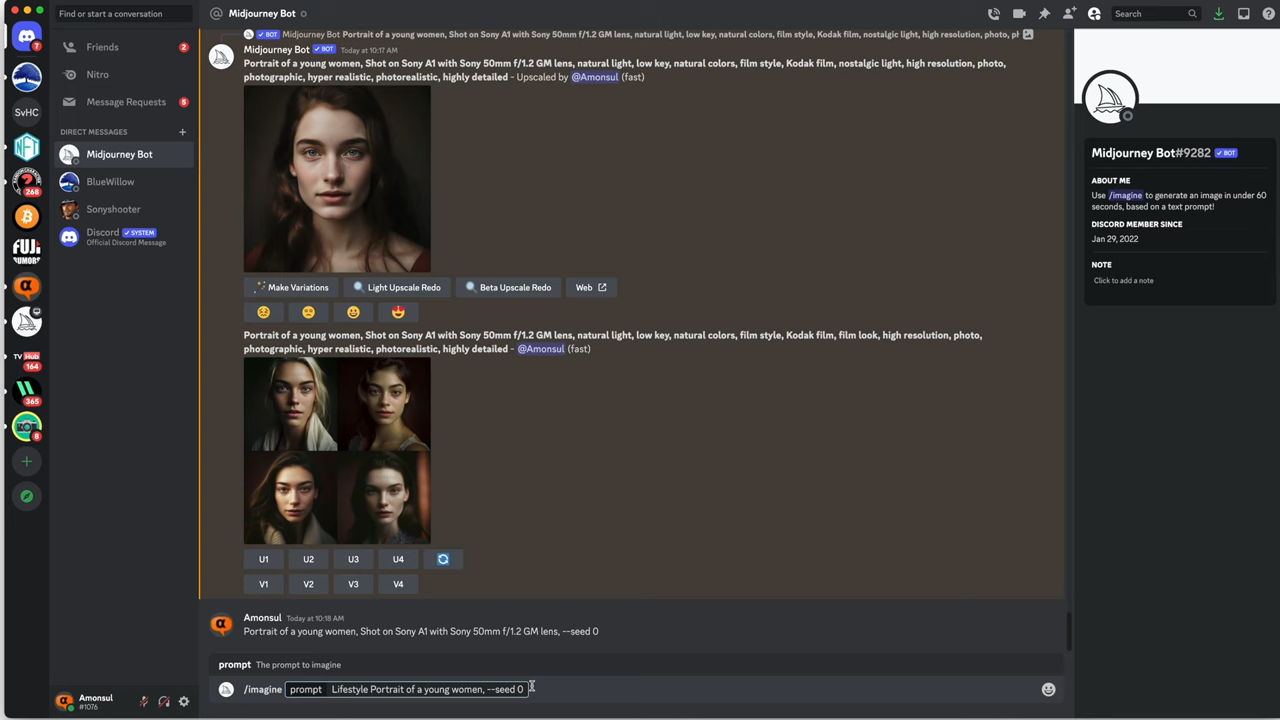 Find or start a conversation
@ Midjourney Bot
Search
7
Friends 2
Nitro
Message Requests 5
DIRECT MESSAGES +
Midjourney Bot
BlueWillow
Sonyshooter
Discord ✓ SYSTEM
Official Discord Message
SvHC
NFT
268
FUJI
RUMORS
TV Hub
164
365
8
Amonsul
#1076
✓ BOT Midjourney Bot Portrait of a young women, Shot on Sony A1 with Sony 50mm f/1.2 GM lens, natural light, low key, natural colors, film style, Kodak film, nostalgic light, high resolution, photo, pl
Midjourney Bot ✓ BOT Today at 10:17 AM
Portrait of a young women, Shot on Sony A1 with Sony 50mm f/1.2 GM lens, natural light, low key, natural colors, film style, Kodak film, nostalgic light, high resolution, photo,
photographic, hyper realistic, photorealistic, highly detailed - Upscaled by @Amonsul (fast)
Make Variations Light Upscale Redo Beta Upscale Redo Web
Portrait of a young women, Shot on Sony A1 with Sony 50mm f/1.2 GM lens, natural light, low key, natural colors, film style, Kodak film, film look, high resolution, photo,
photographic, hyper realistic, photorealistic, highly detailed - @Amonsul (fast)
U1 U2 U3 U4
V1 V2 V3 V4
Amonsul Today at 10:18 AM
Portrait of a young women, Shot on Sony A1 with Sony 50mm f/1.2 GM lens, --seed 0
prompt The prompt to imagine
/imagine prompt Lifestyle Portrait of a young women, --seed 0
Midjourney Bot#9282 ✓ BOT
ABOUT ME
Use /imagine to generate an image in under 60
seconds, based on a text prompt!
DISCORD MEMBER SINCE
Jan 29, 2022
NOTE
Click to add a note